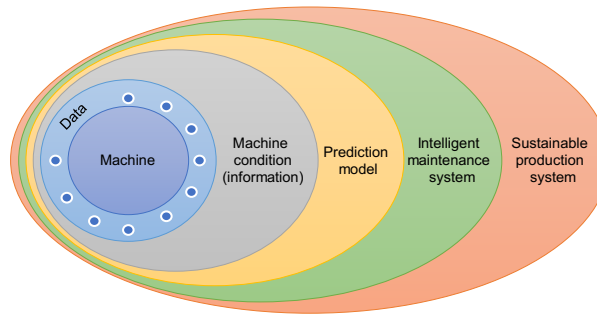 Data
Machine
Machine
condition
(information)
Prediction
model
Intelligent
maintenance
system
Sustainable
production
system